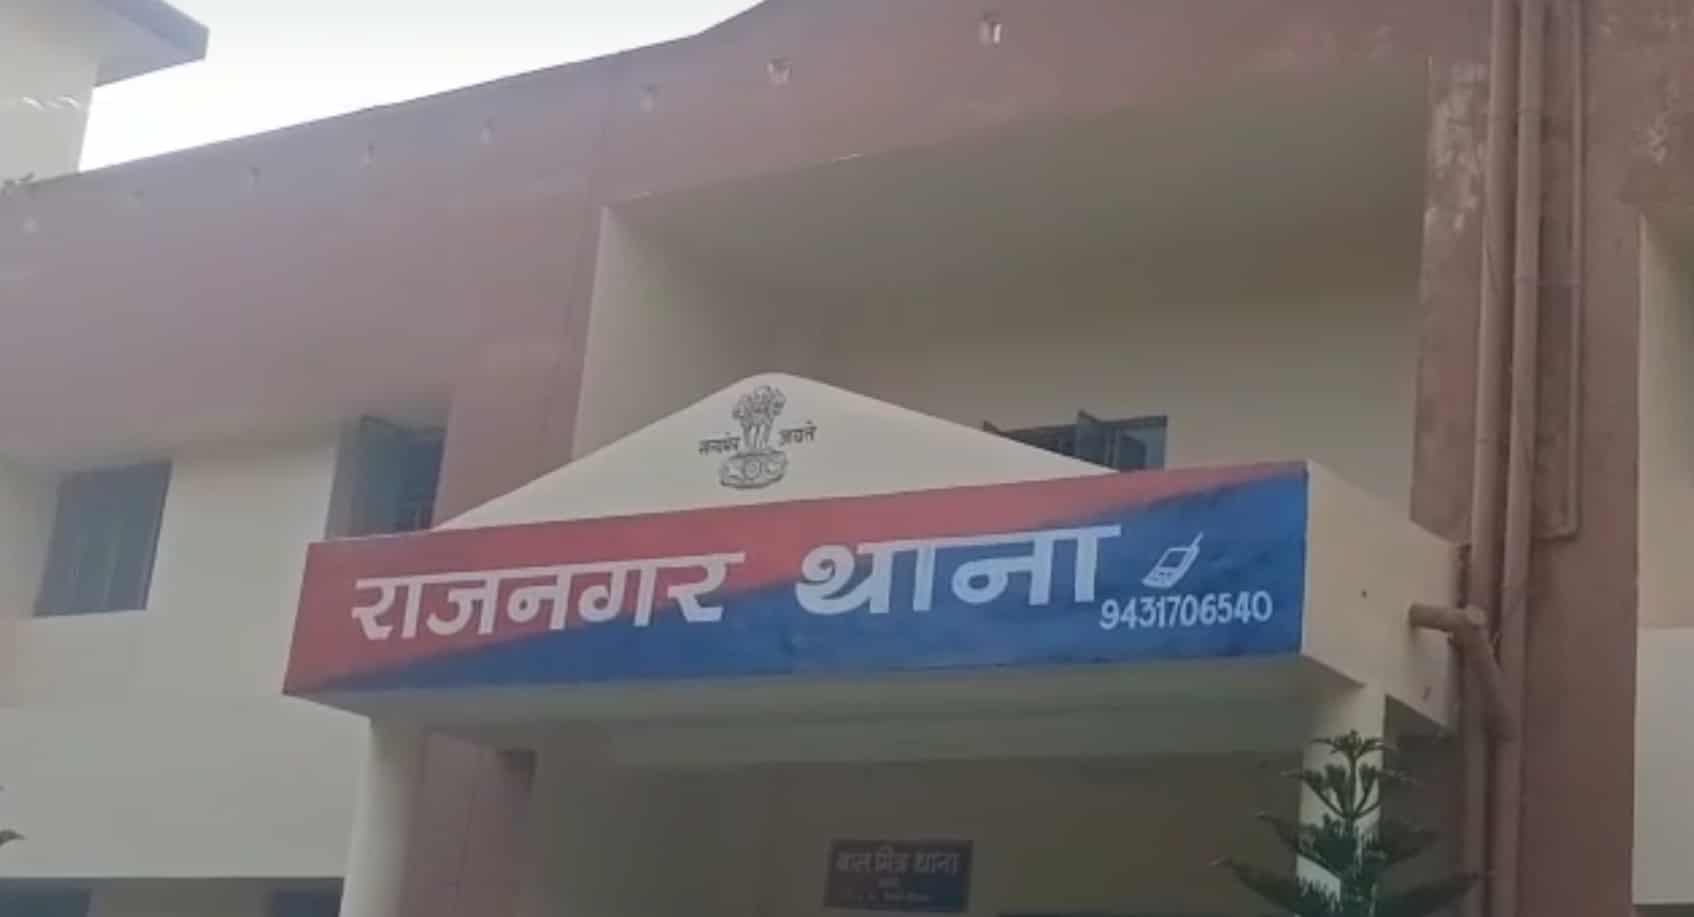 सत्यमेव जयते
राजनगर थाना
9431706540
बाल मित्र थाना